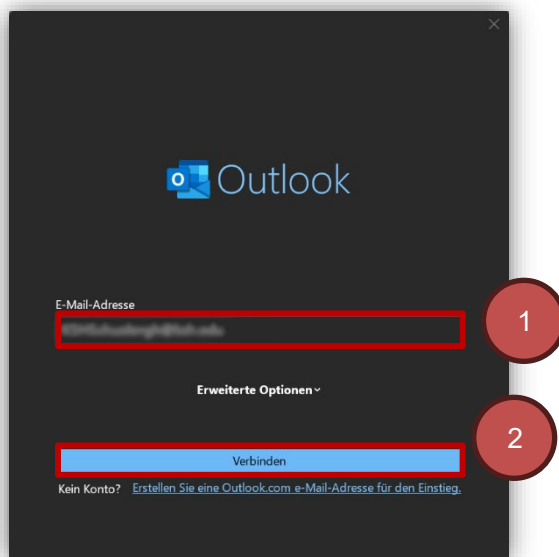 Outlook
E-Mail-Adresse
1
Erweiterte Optionen
2
Verbinden
Kein Konto? Erstellen Sie eine Outlook.com e-Mail-Adresse für den Einstieg.